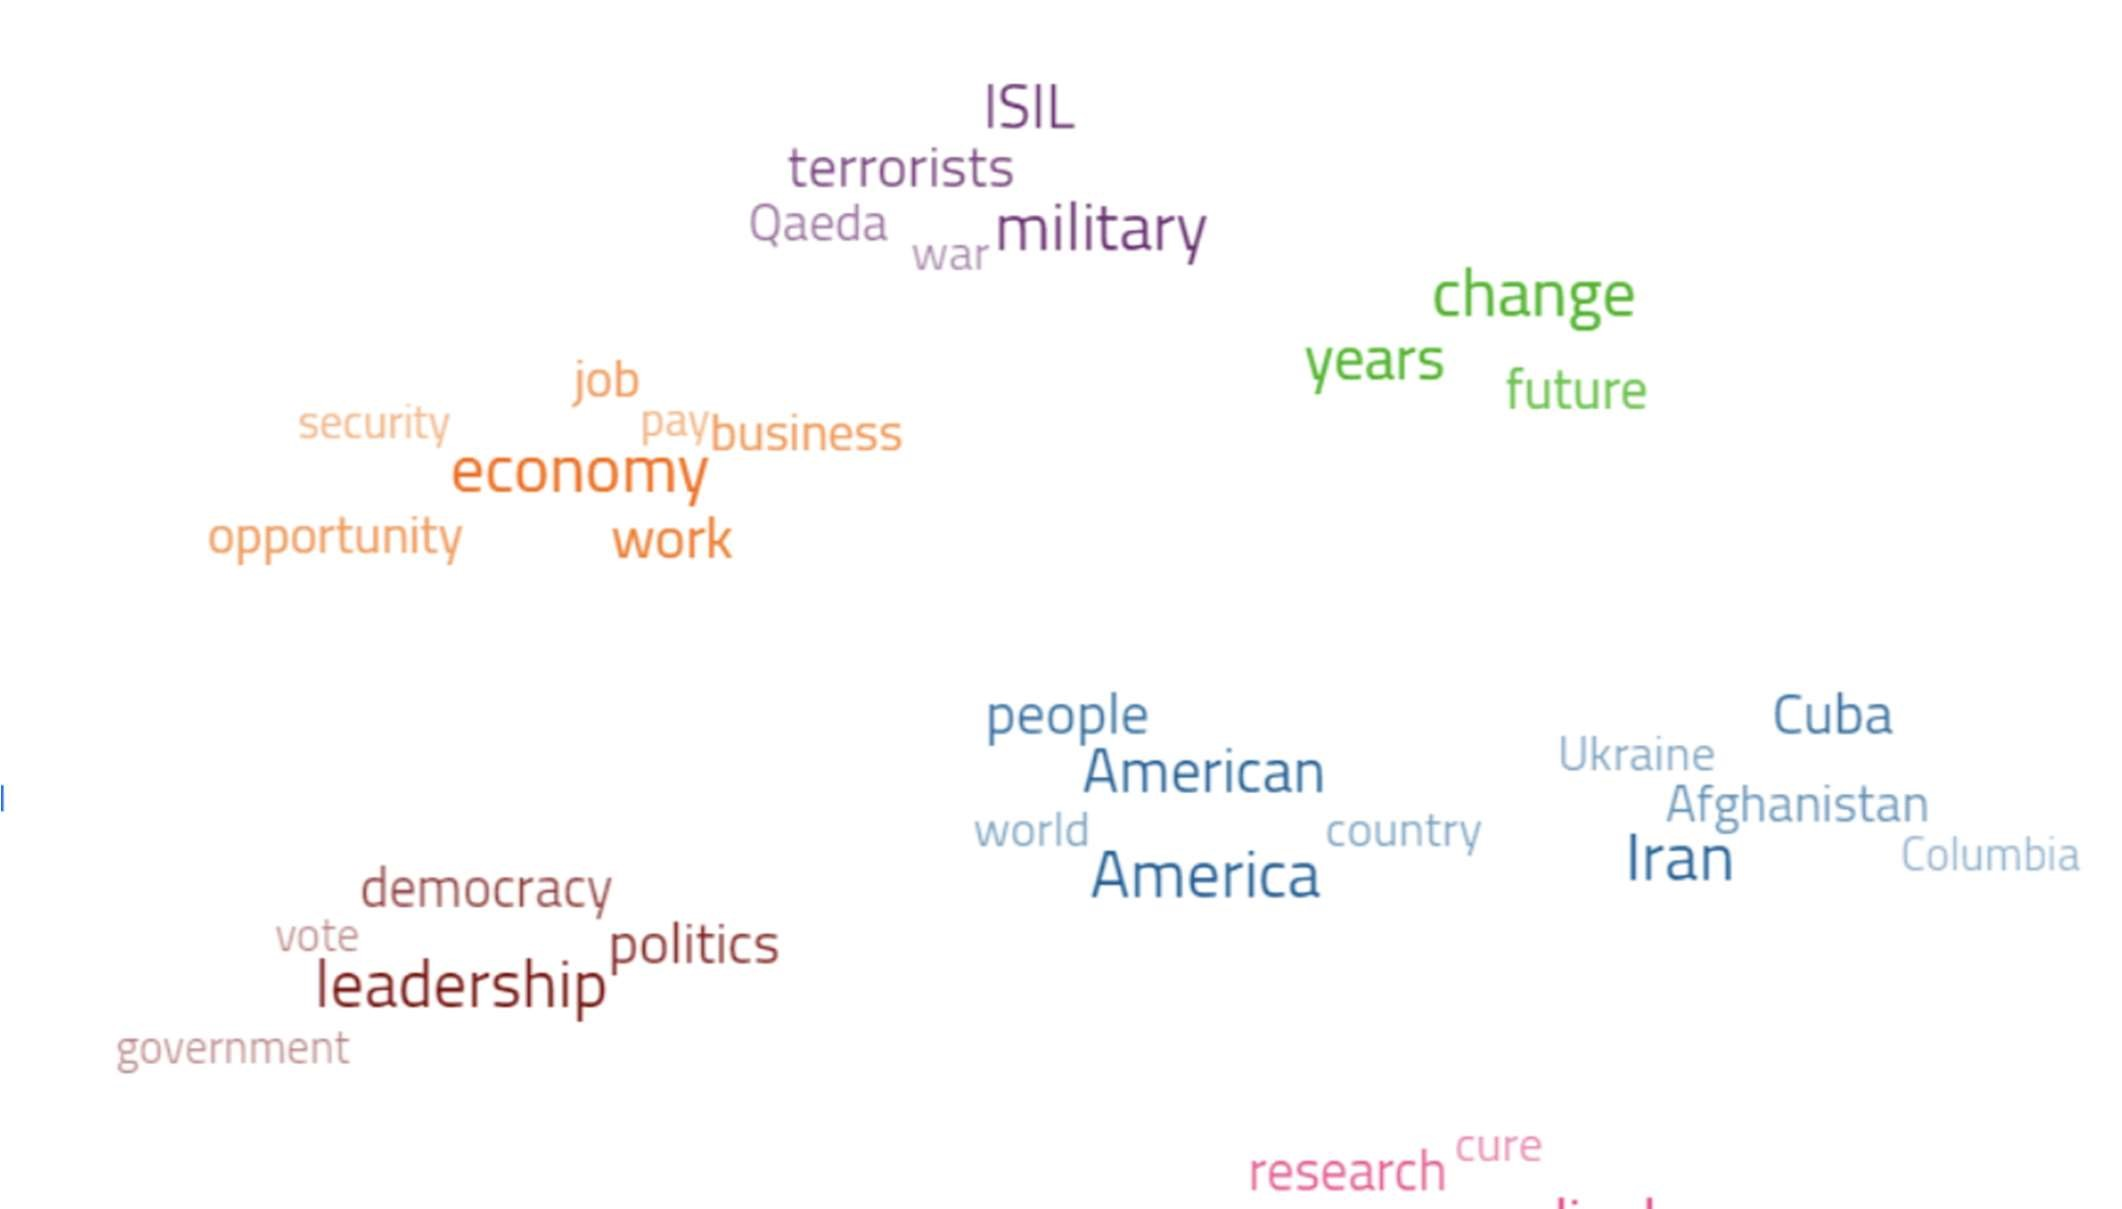 ISIL
terrorists
Qaeda
war
military
change
years
future
job
security
pay
business
economy
opportunity
work
people
American
world
country
America
Cuba
Ukraine
Afghanistan
Iran
Columbia
democracy
vote
politics
leadership
government
cure
research